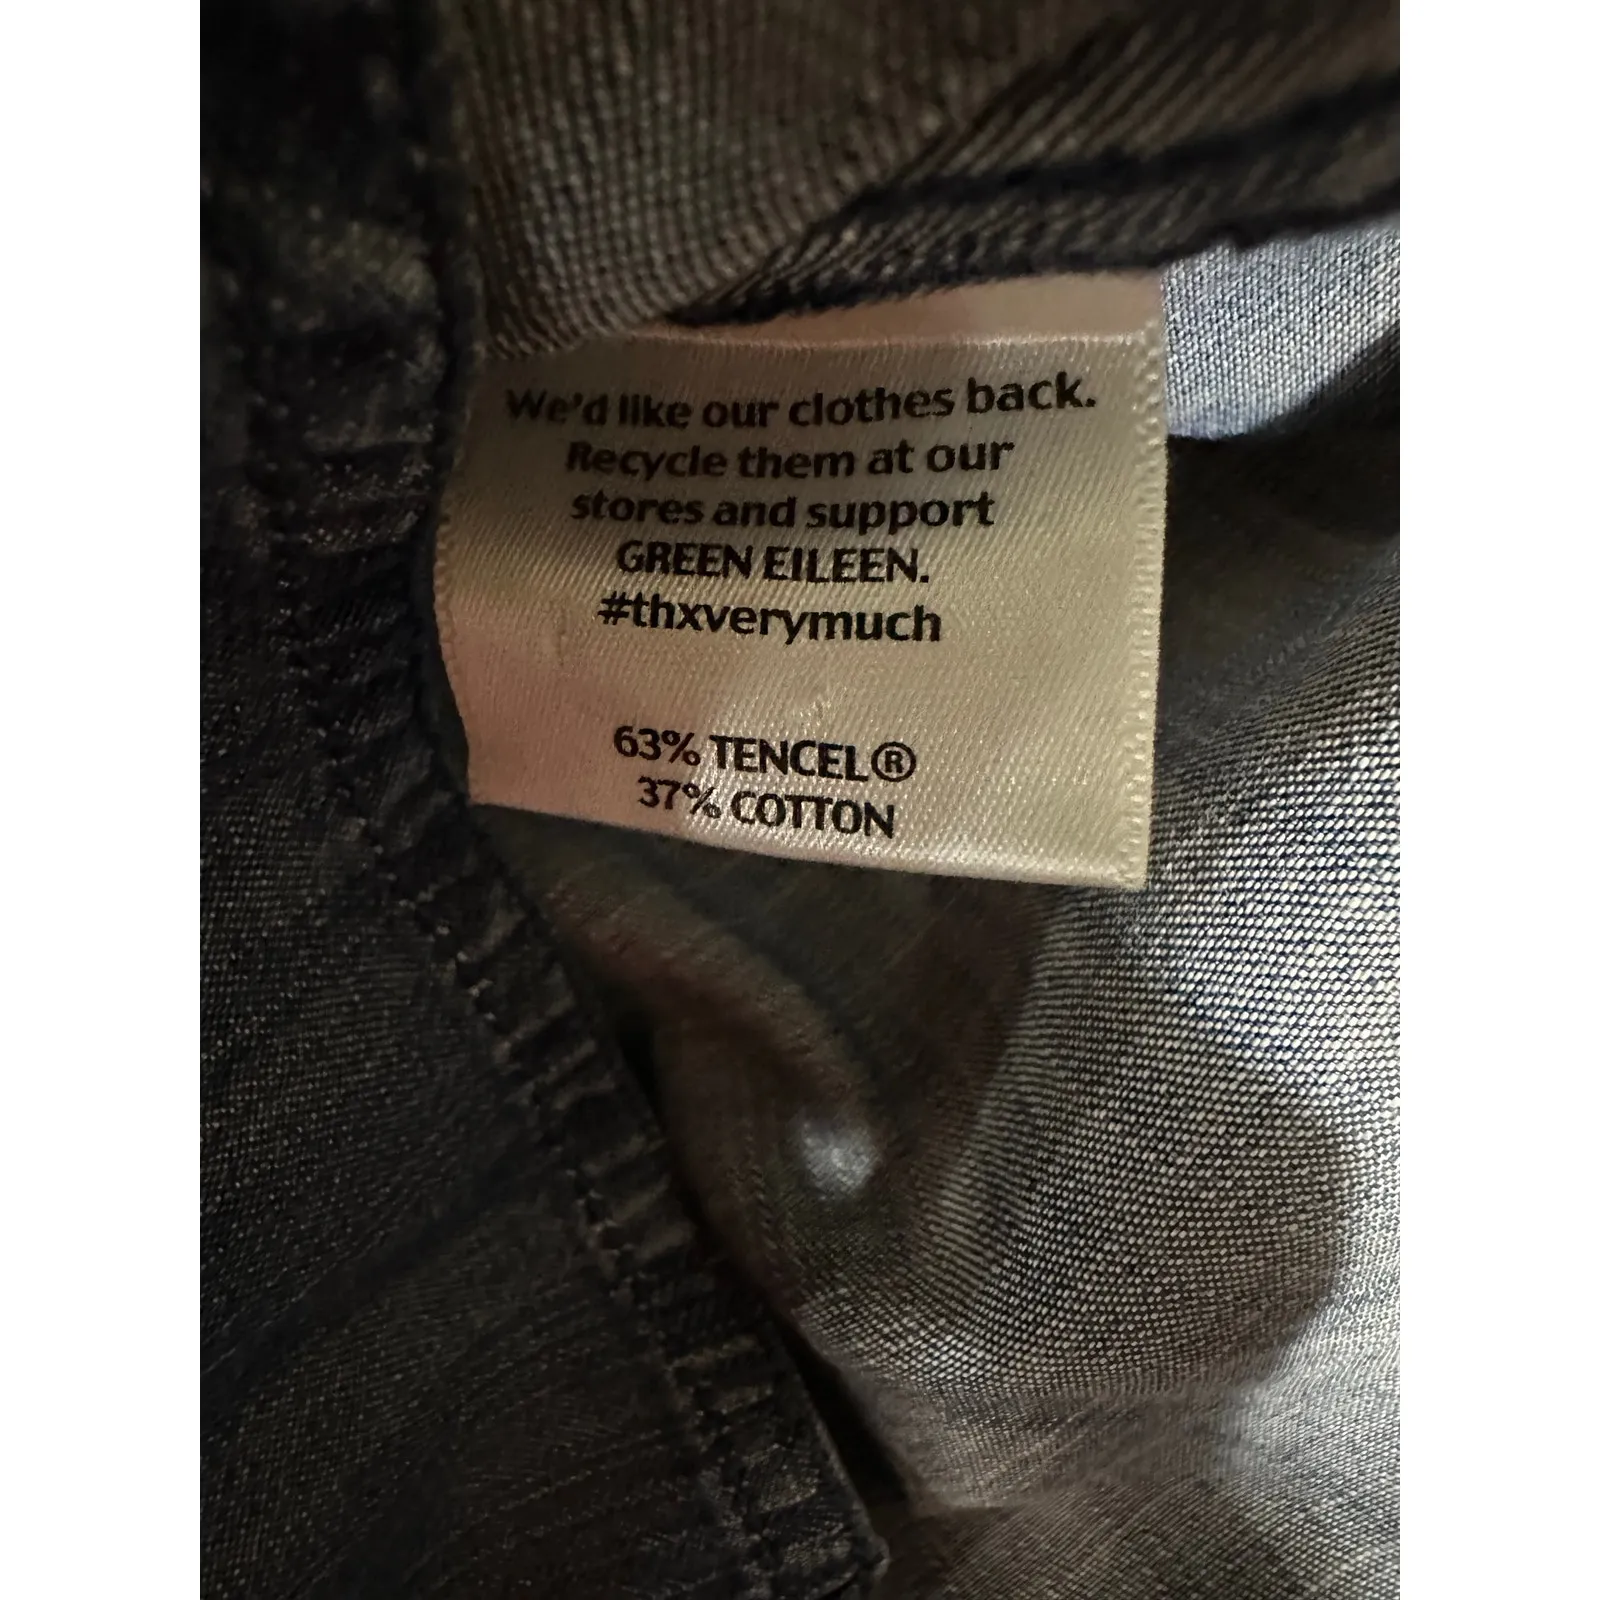 We'd like our clothes back.
Recycle them at our
stores and support
GREEN EILEEN.
#thxverymuch
63% TENCEL®
37% COTTON